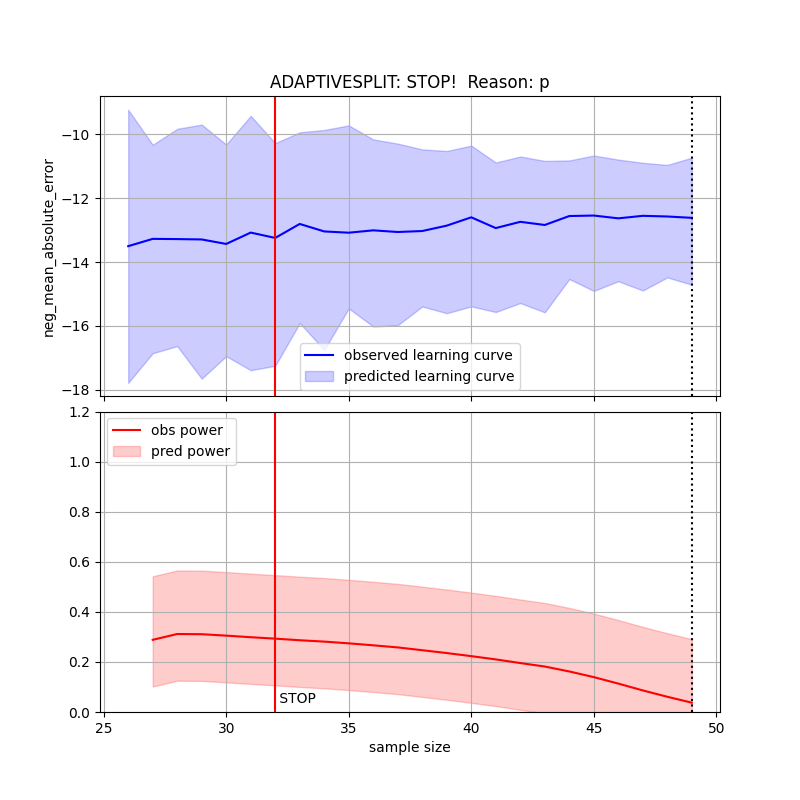 ADAPTIVESPLIT: STOP!  Reason: p
neg_mean_absolute_error
−10
−12
−14
−16
−18
observed learning curve
predicted learning curve
1.2
1.0
0.8
0.6
0.4
0.2
0.0
obs power
pred power
STOP
25 30 35 40 45 50
sample size